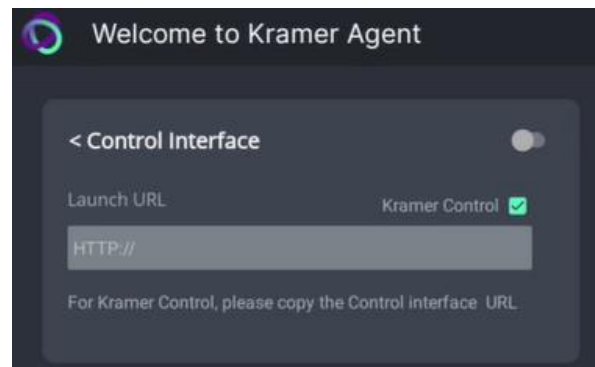 Welcome to Kramer Agent
< Control Interface
Launch URL
Kramer Control
HTTP://
For Kramer Control, please copy the Control interface URL